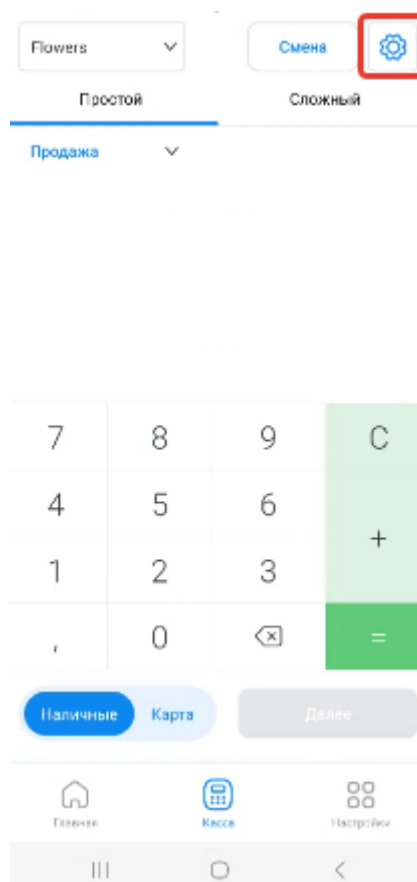 Flowers
Смена
Простой
Сложный
Продажа
7 8 9 C
4 5 6
+
1 2 3
, 0 =
Наличные Карта Далее
Главная Касса Настройки